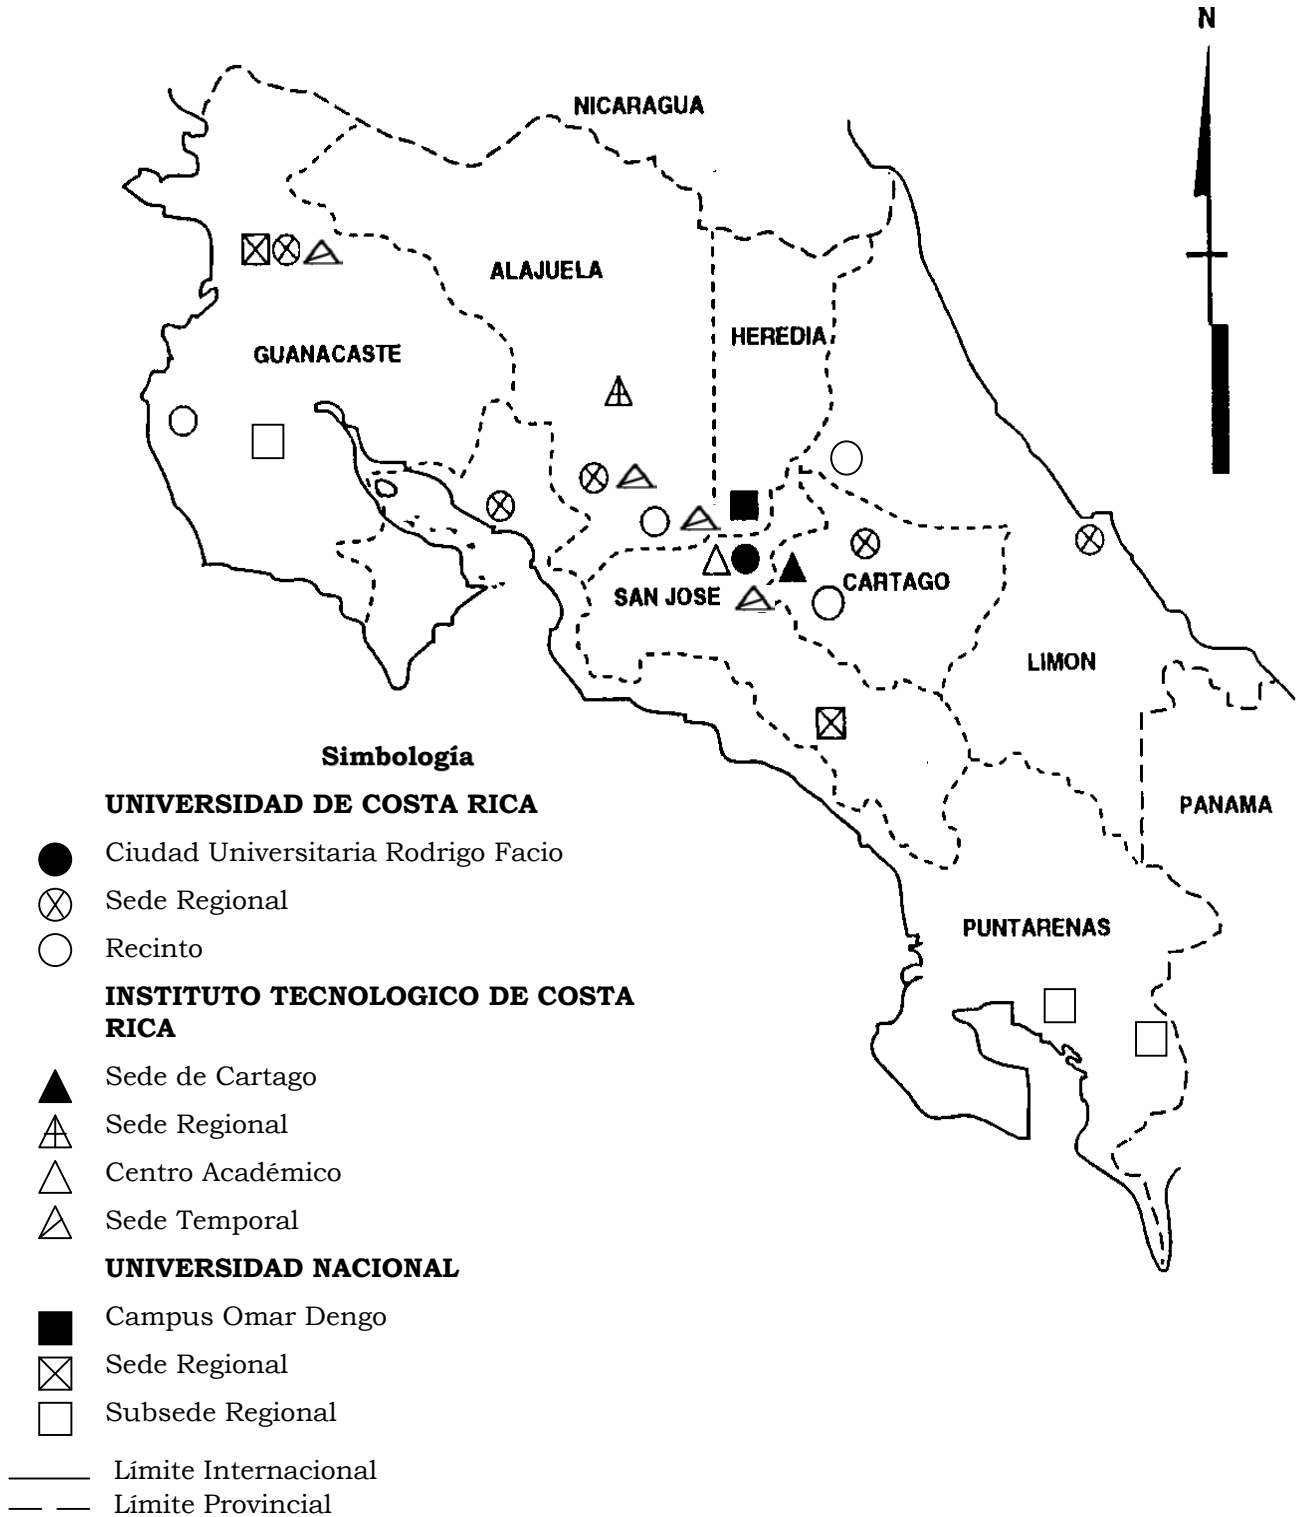 N
NICARAGUA
ALAJUELA
HEREDIA
GUANACASTE
CARTAGO
SAN JOSE
LIMON
PANAMA
PUNTARENAS
Simbología
UNIVERSIDAD DE COSTA RICA
Ciudad Universitaria Rodrigo Facio
Sede Regional
Recinto
INSTITUTO TECNOLOGICO DE COSTA
RICA
Sede de Cartago
Sede Regional
Centro Académico
Sede Temporal
UNIVERSIDAD NACIONAL
Campus Omar Dengo
Sede Regional
Subsede Regional
Límite Internacional
Límite Provincial